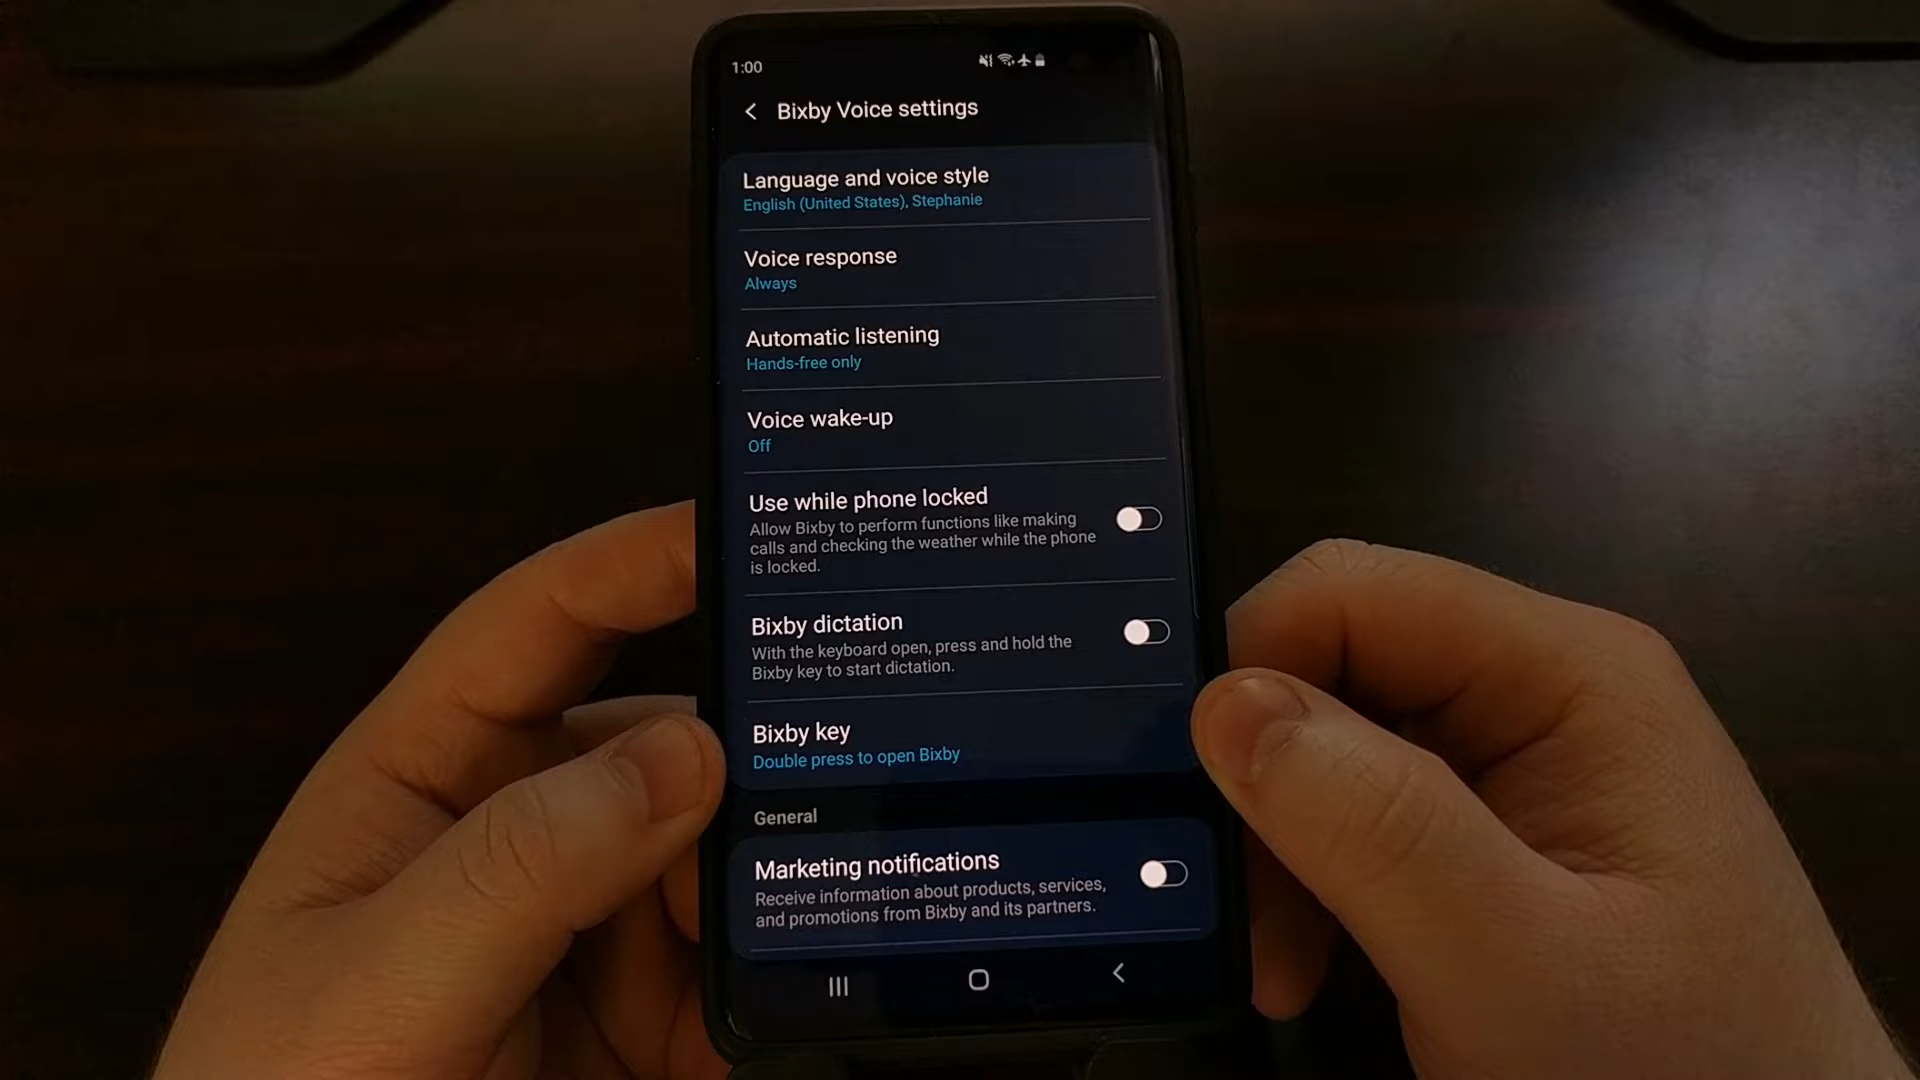 1:00
Bixby Voice settings
Language and voice style
English (United States), Stephanie
Voice response
Always
Automatic listening
Hands-free only
Voice wake-up
Off
Use while phone locked
Allow Bixby to perform functions like making
calls and checking the weather while the phone
is locked.
Bixby dictation
With the keyboard open, press and hold the
Bixby key to start dictation.
Bixby key
Double press to open Bixby
General
Marketing notifications
Receive information about products, services,
and promotions from Bixby and its partners.